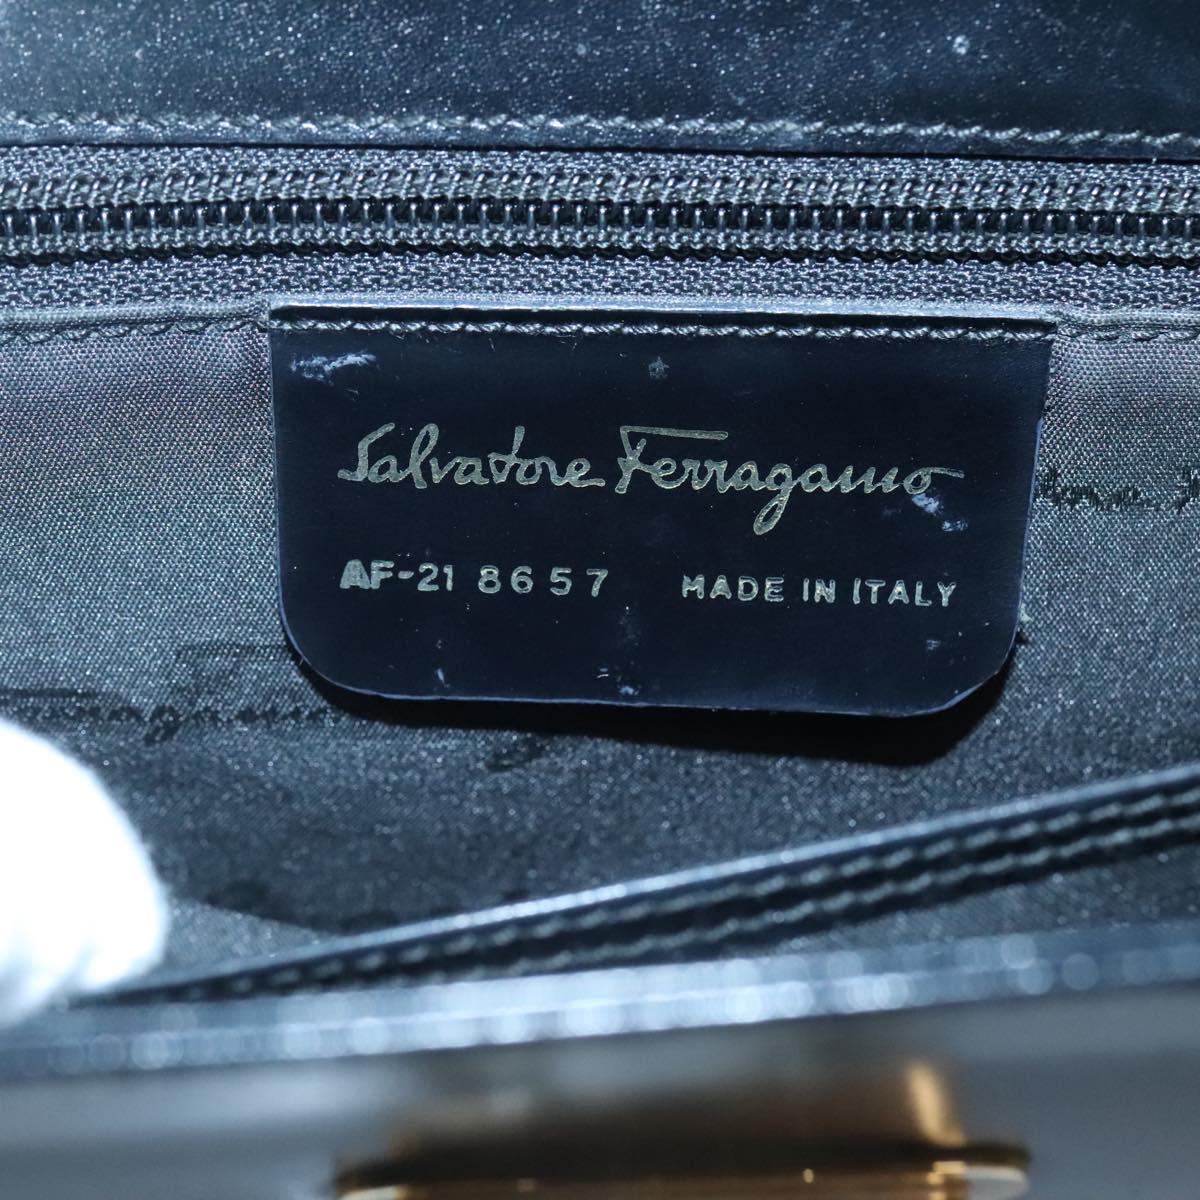 Salvatore Ferragamo
AF-21 8657 MADE IN ITALY